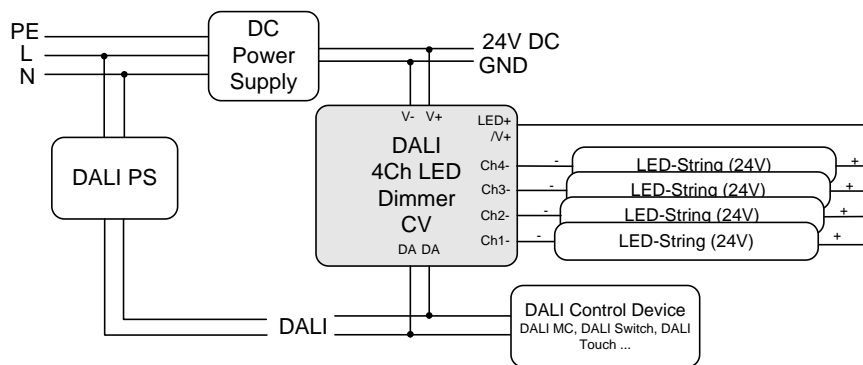 PE
L
N
DC
Power
Supply
24V DC
GND
V- V+
LED+
/V+
DALI
4Ch LED
Dimmer
CV
Ch4-
Ch3-
Ch2-
Ch1-
DA DA
- LED-String (24V) +
- LED-String (24V) +
- LED-String (24V) +
- LED-String (24V) +
DALI PS
DALI
DALI Control Device
DALI MC, DALI Switch, DALI
Touch ...